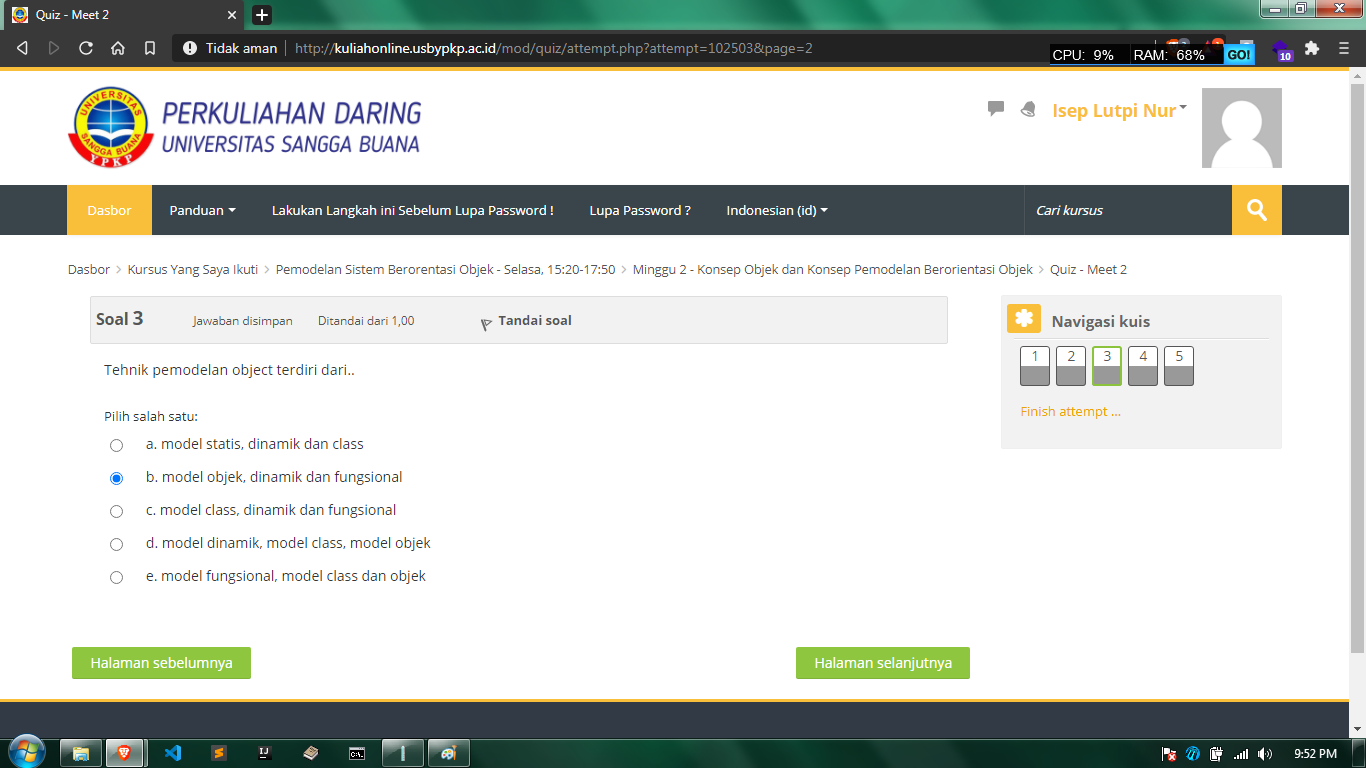 Quiz - Meet 2
Tidak aman
http://kuliahonline.usbypkp.ac.id/mod/quiz/attempt.php?attempt=102503&page=2
CPU: 9% RAM: 68% GO!
10
UNIVERSITAS SANGGA BUANA YPKP
PERKULIAHAN DARING
UNIVERSITAS SANGGA BUANA
Isep Lutpi Nur
Dasbor Panduan Lakukan Langkah ini Sebelum Lupa Password ! Lupa Password ? Indonesian (id) Cari kursus
Dasbor > Kursus Yang Saya Ikuti > Pemodelan Sistem Berorentasi Objek - Selasa, 15:20-17:50 > Minggu 2 - Konsep Objek dan Konsep Pemodelan Berorientasi Objek > Quiz - Meet 2
Soal 3 Jawaban disimpan Ditandai dari 1,00 Tandai soal
Tehnik pemodelan object terdiri dari..
Pilih salah satu:
a. model statis, dinamik dan class
b. model objek, dinamik dan fungsional
c. model class, dinamik dan fungsional
d. model dinamik, model class, model objek
e. model fungsional, model class dan objek
Halaman sebelumnya
Halaman selanjutnya
Navigasi kuis
1 2 3 4 5
Finish attempt ...
9:52 PM